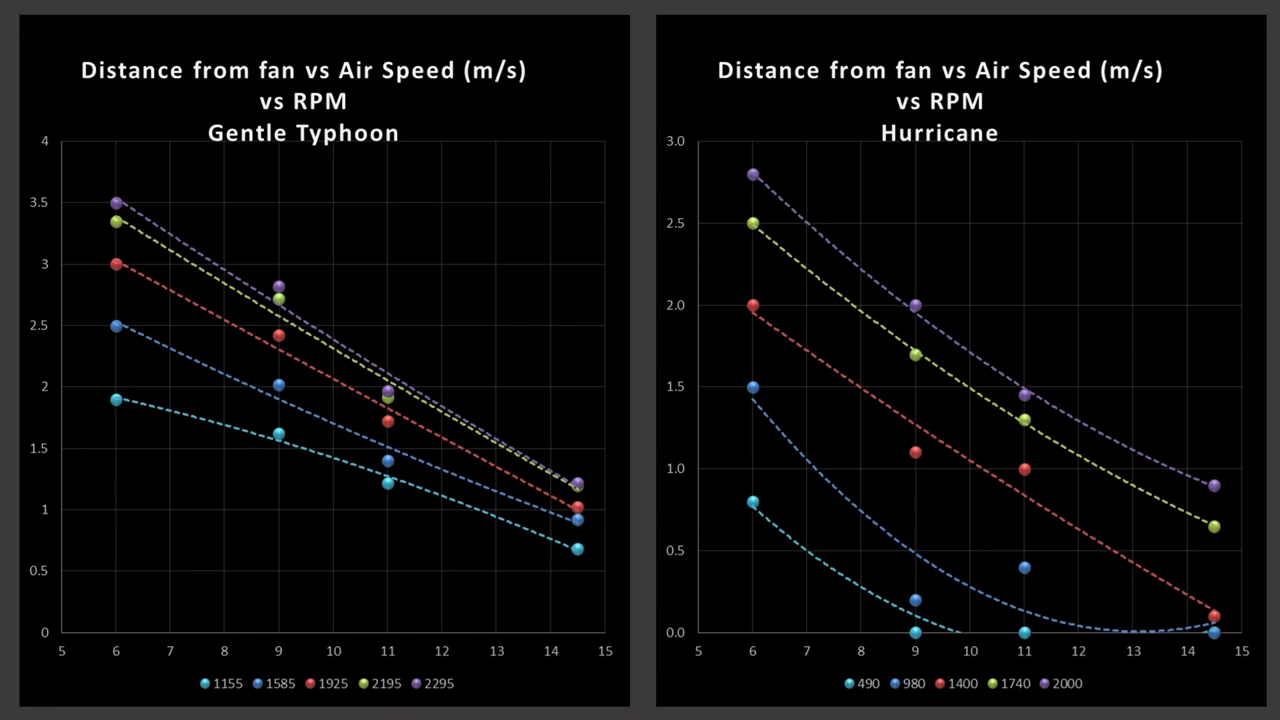 Distance from fan vs Air Speed (m/s)
vs RPM
Gentle Typhoon
4
3.5
3
2.5
2
1.5
1
0.5
0
5 6 7 8 9 10 11 12 13 14 15
1155 1585 1925 2195 2295
Distance from fan vs Air Speed (m/s)
vs RPM
Hurricane
3.0
2.5
2.0
1.5
1.0
0.5
0.0
5 6 7 8 9 10 11 12 13 14 15
490 980 1400 1740 2000